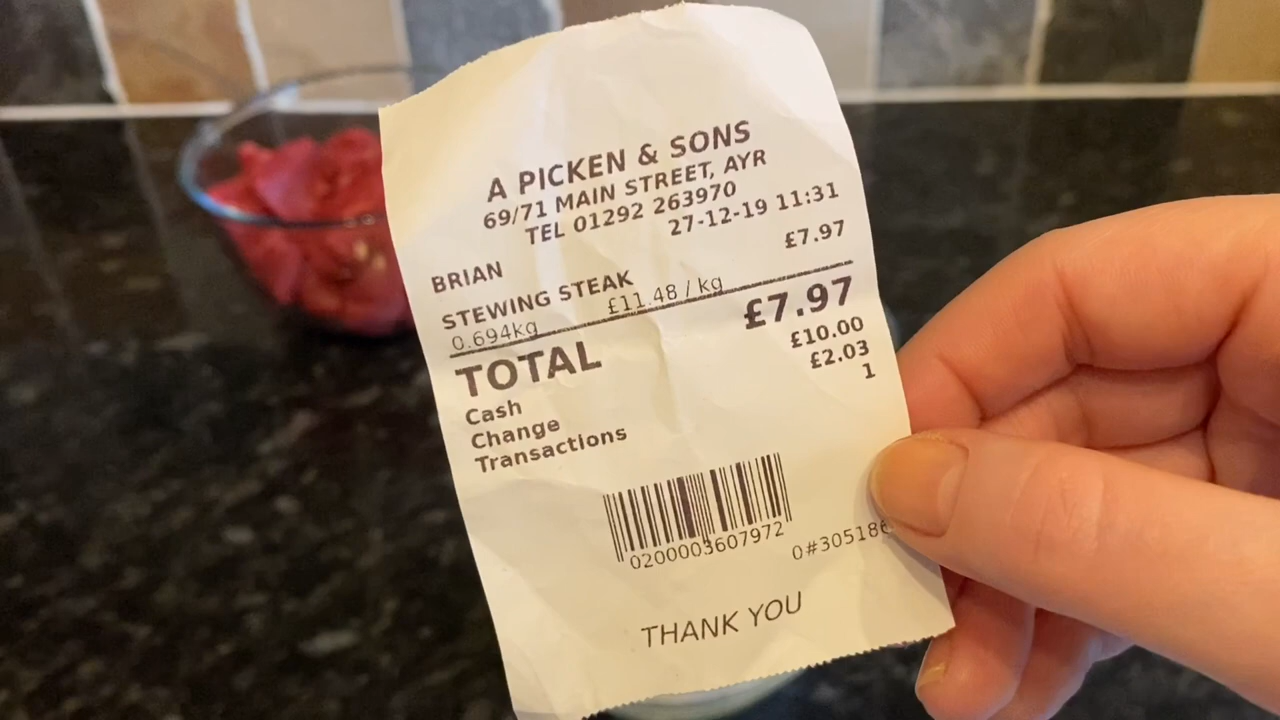 A PICKEN & SONS
69/71 MAIN STREET, AYR
TEL 01292 263970
27-12-19 11:31
BRIAN
STEWING STEAK £7.97
0.694kg £11.48 / kg
TOTAL £7.97
Cash £10.00
Change £2.03
Transactions 1
0200003607972
0#305186
THANK YOU